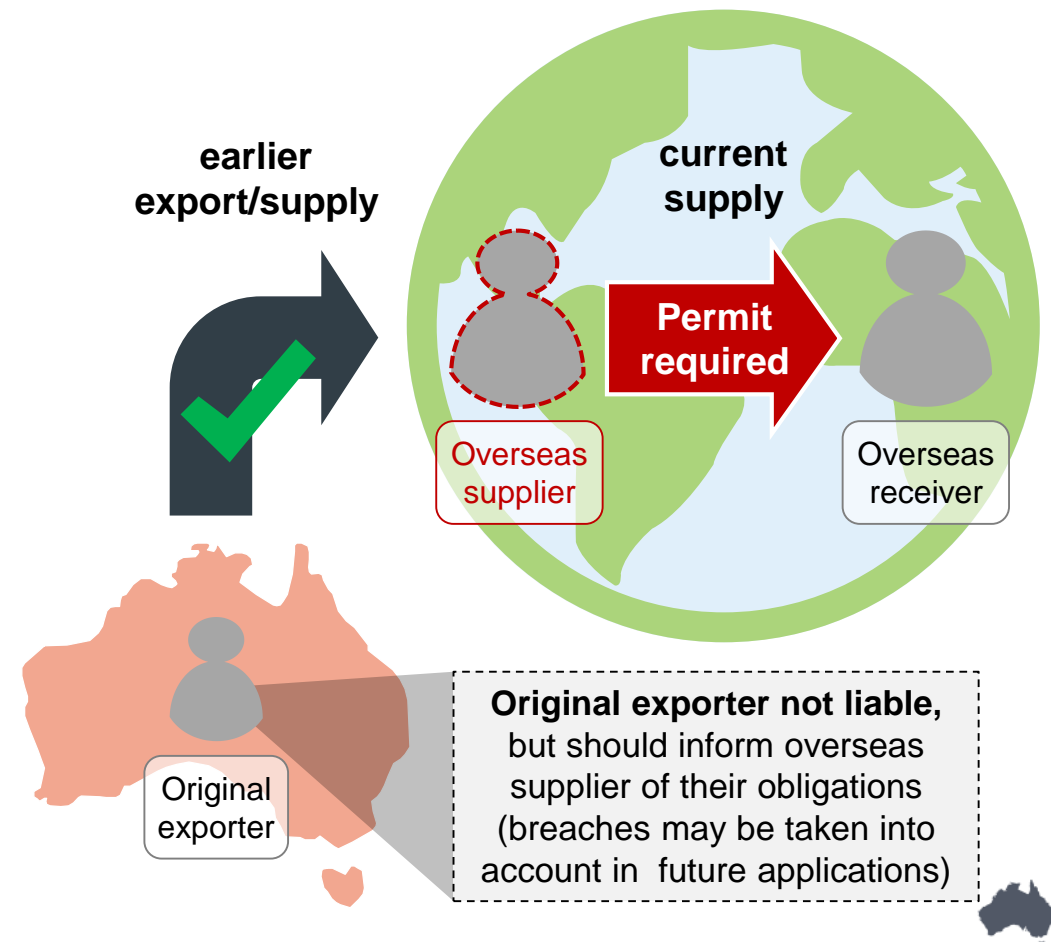 earlier
export/supply
current
supply
Permit
required
Overseas
supplier
Overseas
receiver
Original
exporter
Original exporter not liable,
but should inform overseas
supplier of their obligations
(breaches may be taken into
account in  future applications)